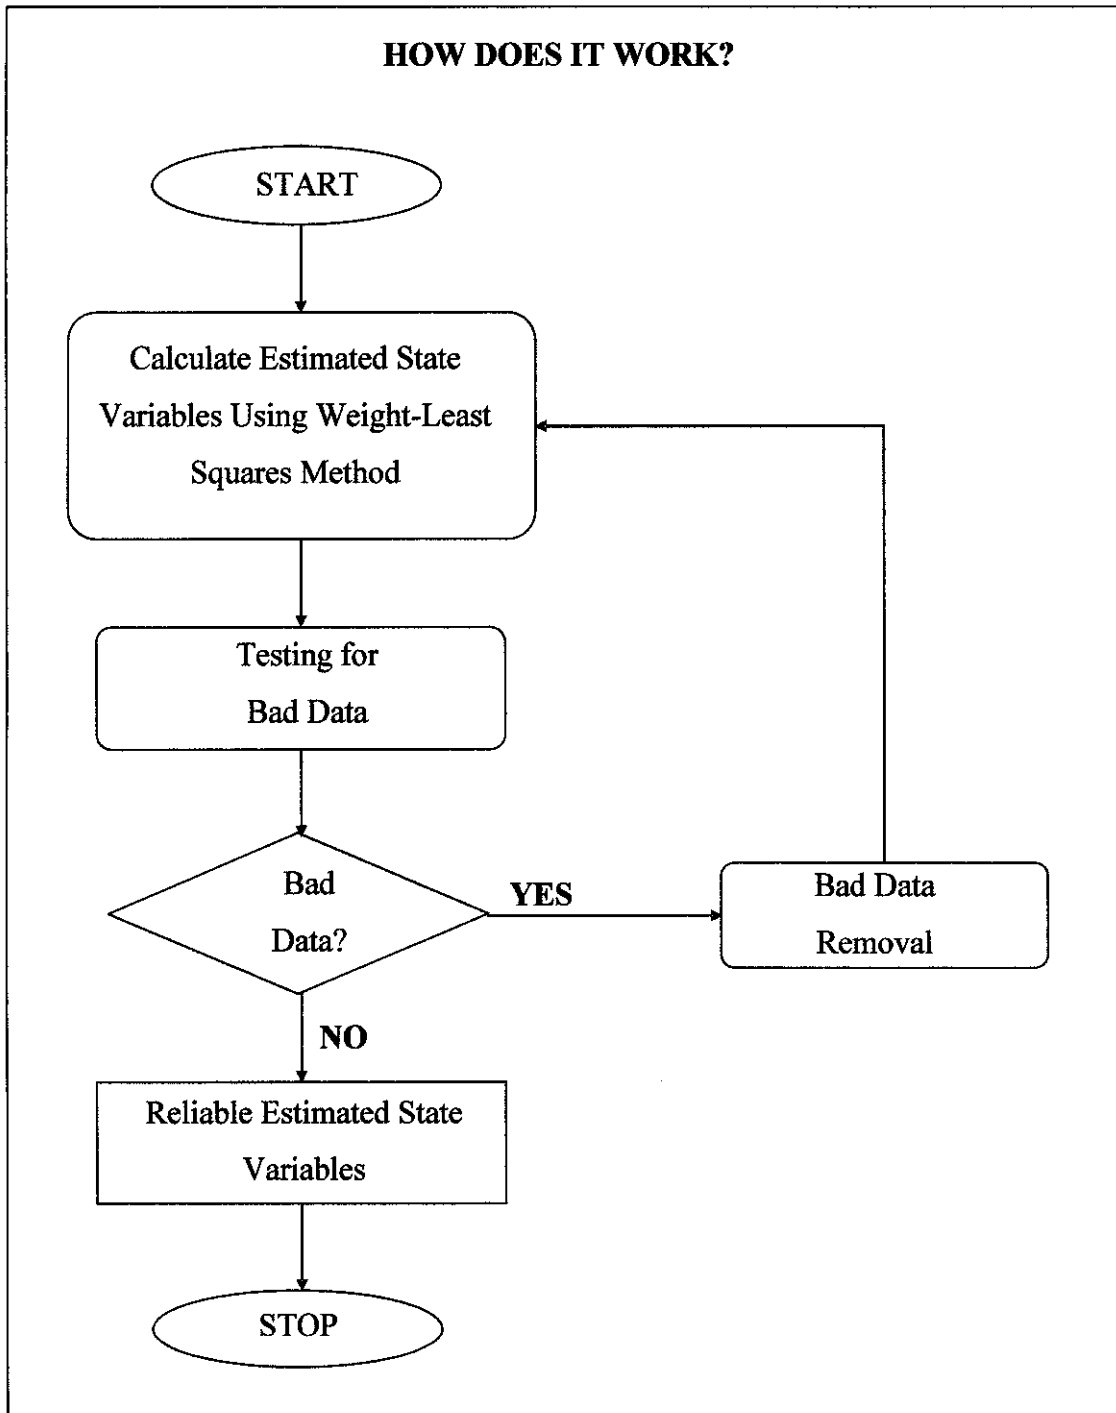 HOW DOES IT WORK?
START
Calculate Estimated State
Variables Using Weight-Least
Squares Method
Testing for
Bad Data
Bad
Data?
YES
Bad Data
Removal
NO
Reliable Estimated State
Variables
STOP